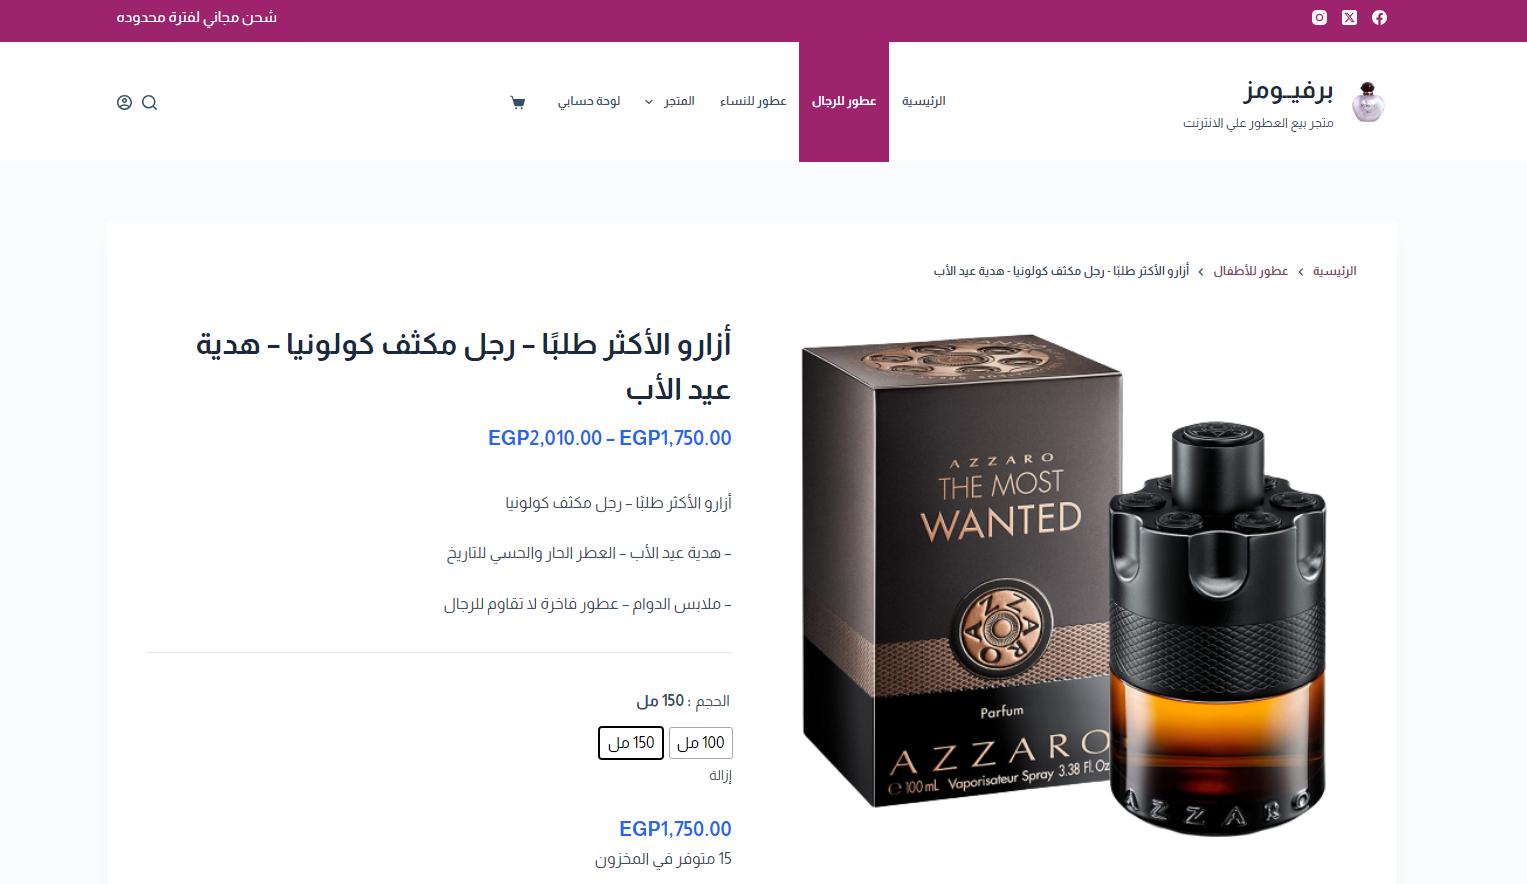 شحن مجاني لفترة محدوده
برفيــومز
متجر بيع العطور علي الانترنت
الرئيسية
عطور للرجال
عطور للنساء
المتجر
لوحة حسابي
الرئيسية › عطور للأطفال › أزارو الأكثر طلبًا - رجل مكثف كولونيا - هدية عيد الأب
أزارو الأكثر طلبًا – رجل مكثف كولونيا – هدية
عيد الأب
EGP1,750.00 – EGP2,010.00
أزارو الأكثر طلبًا – رجل مكثف كولونيا
– هدية عيد الأب – العطر الحار والحسي للتاريخ
– ملابس الدوام – عطور فاخرة لا تقاوم للرجال
الحجم : 150 مل
100 مل
150 مل
إزالة
EGP1,750.00
15 متوفر في المخزون
AZZARO
THE MOST
WANTED
AZZARO
Parfum
AZZARO
℮100 mL Vaporisateur Spray 3.38 Fl. Oz
AZZARO